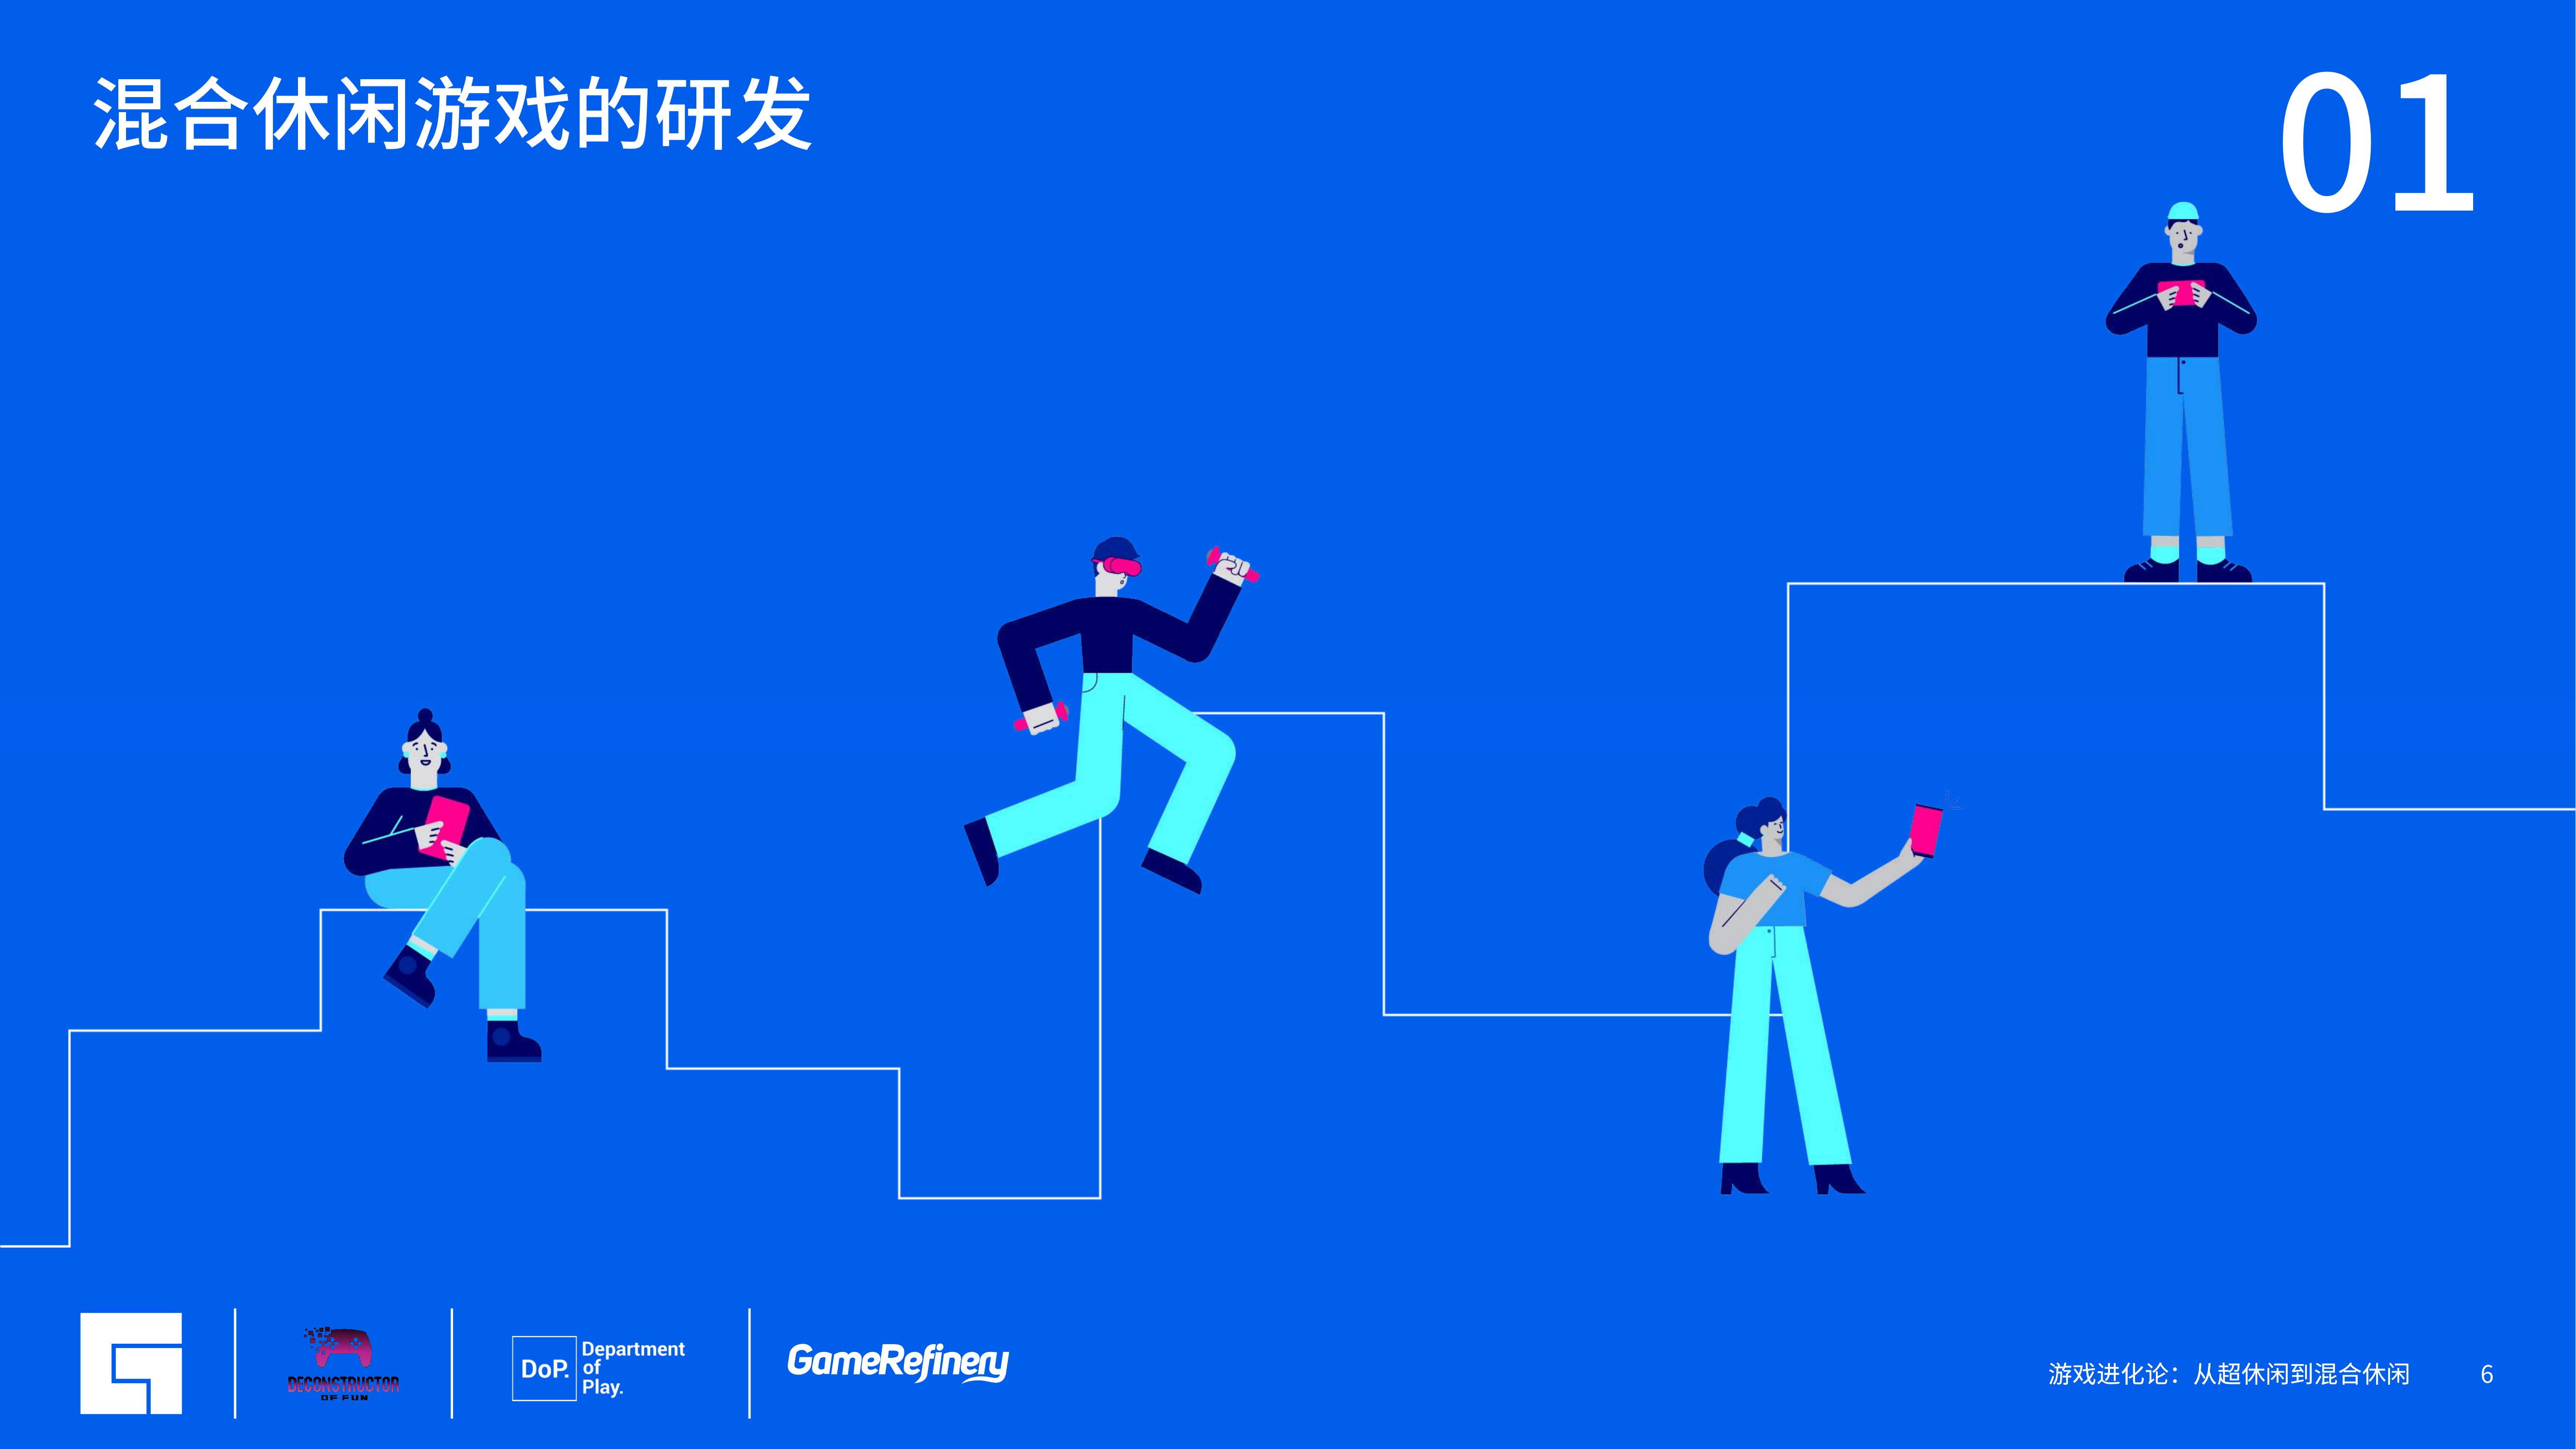 混合休闲游戏的研发
01
DECONSTRUCTOR
OF FUN
DoP.
Department
of
Play.
GameRefinery
游戏进化论：从超休闲到混合休闲
6